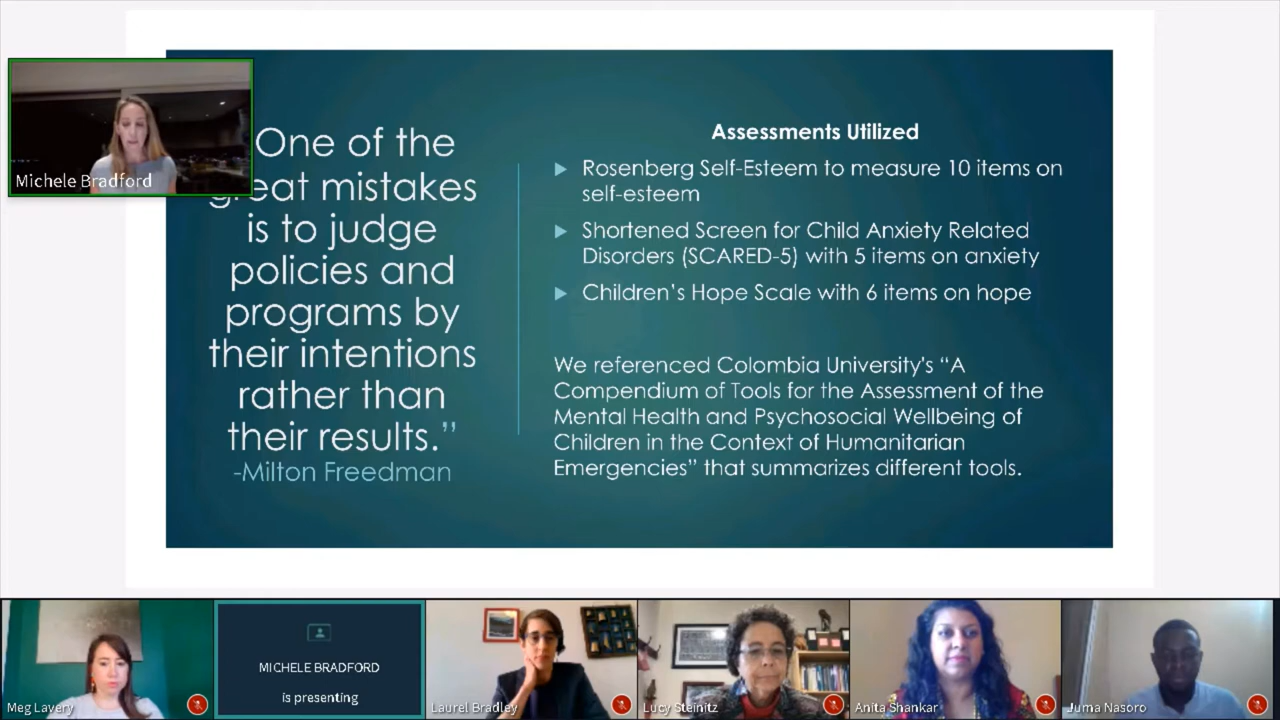 Michele Bradford
One of the
great mistakes
is to judge
policies and
programs by
their intentions
rather than
their results.”
-Milton Freedman
Assessments Utilized
Rosenberg Self-Esteem to measure 10 items on
self-esteem
Shortened Screen for Child Anxiety Related
Disorders (SCARED-5) with 5 items on anxiety
Children’s Hope Scale with 6 items on hope
We referenced Colombia University's “A
Compendium of Tools for the Assessment of the
Mental Health and Psychosocial Wellbeing of
Children in the Context of Humanitarian
Emergencies” that summarizes different tools.
Meg Lavery
MICHELE BRADFORD
is presenting
Laurel Bradley
Lucy Steinitz
Anita Shankar
Juma Nasoro